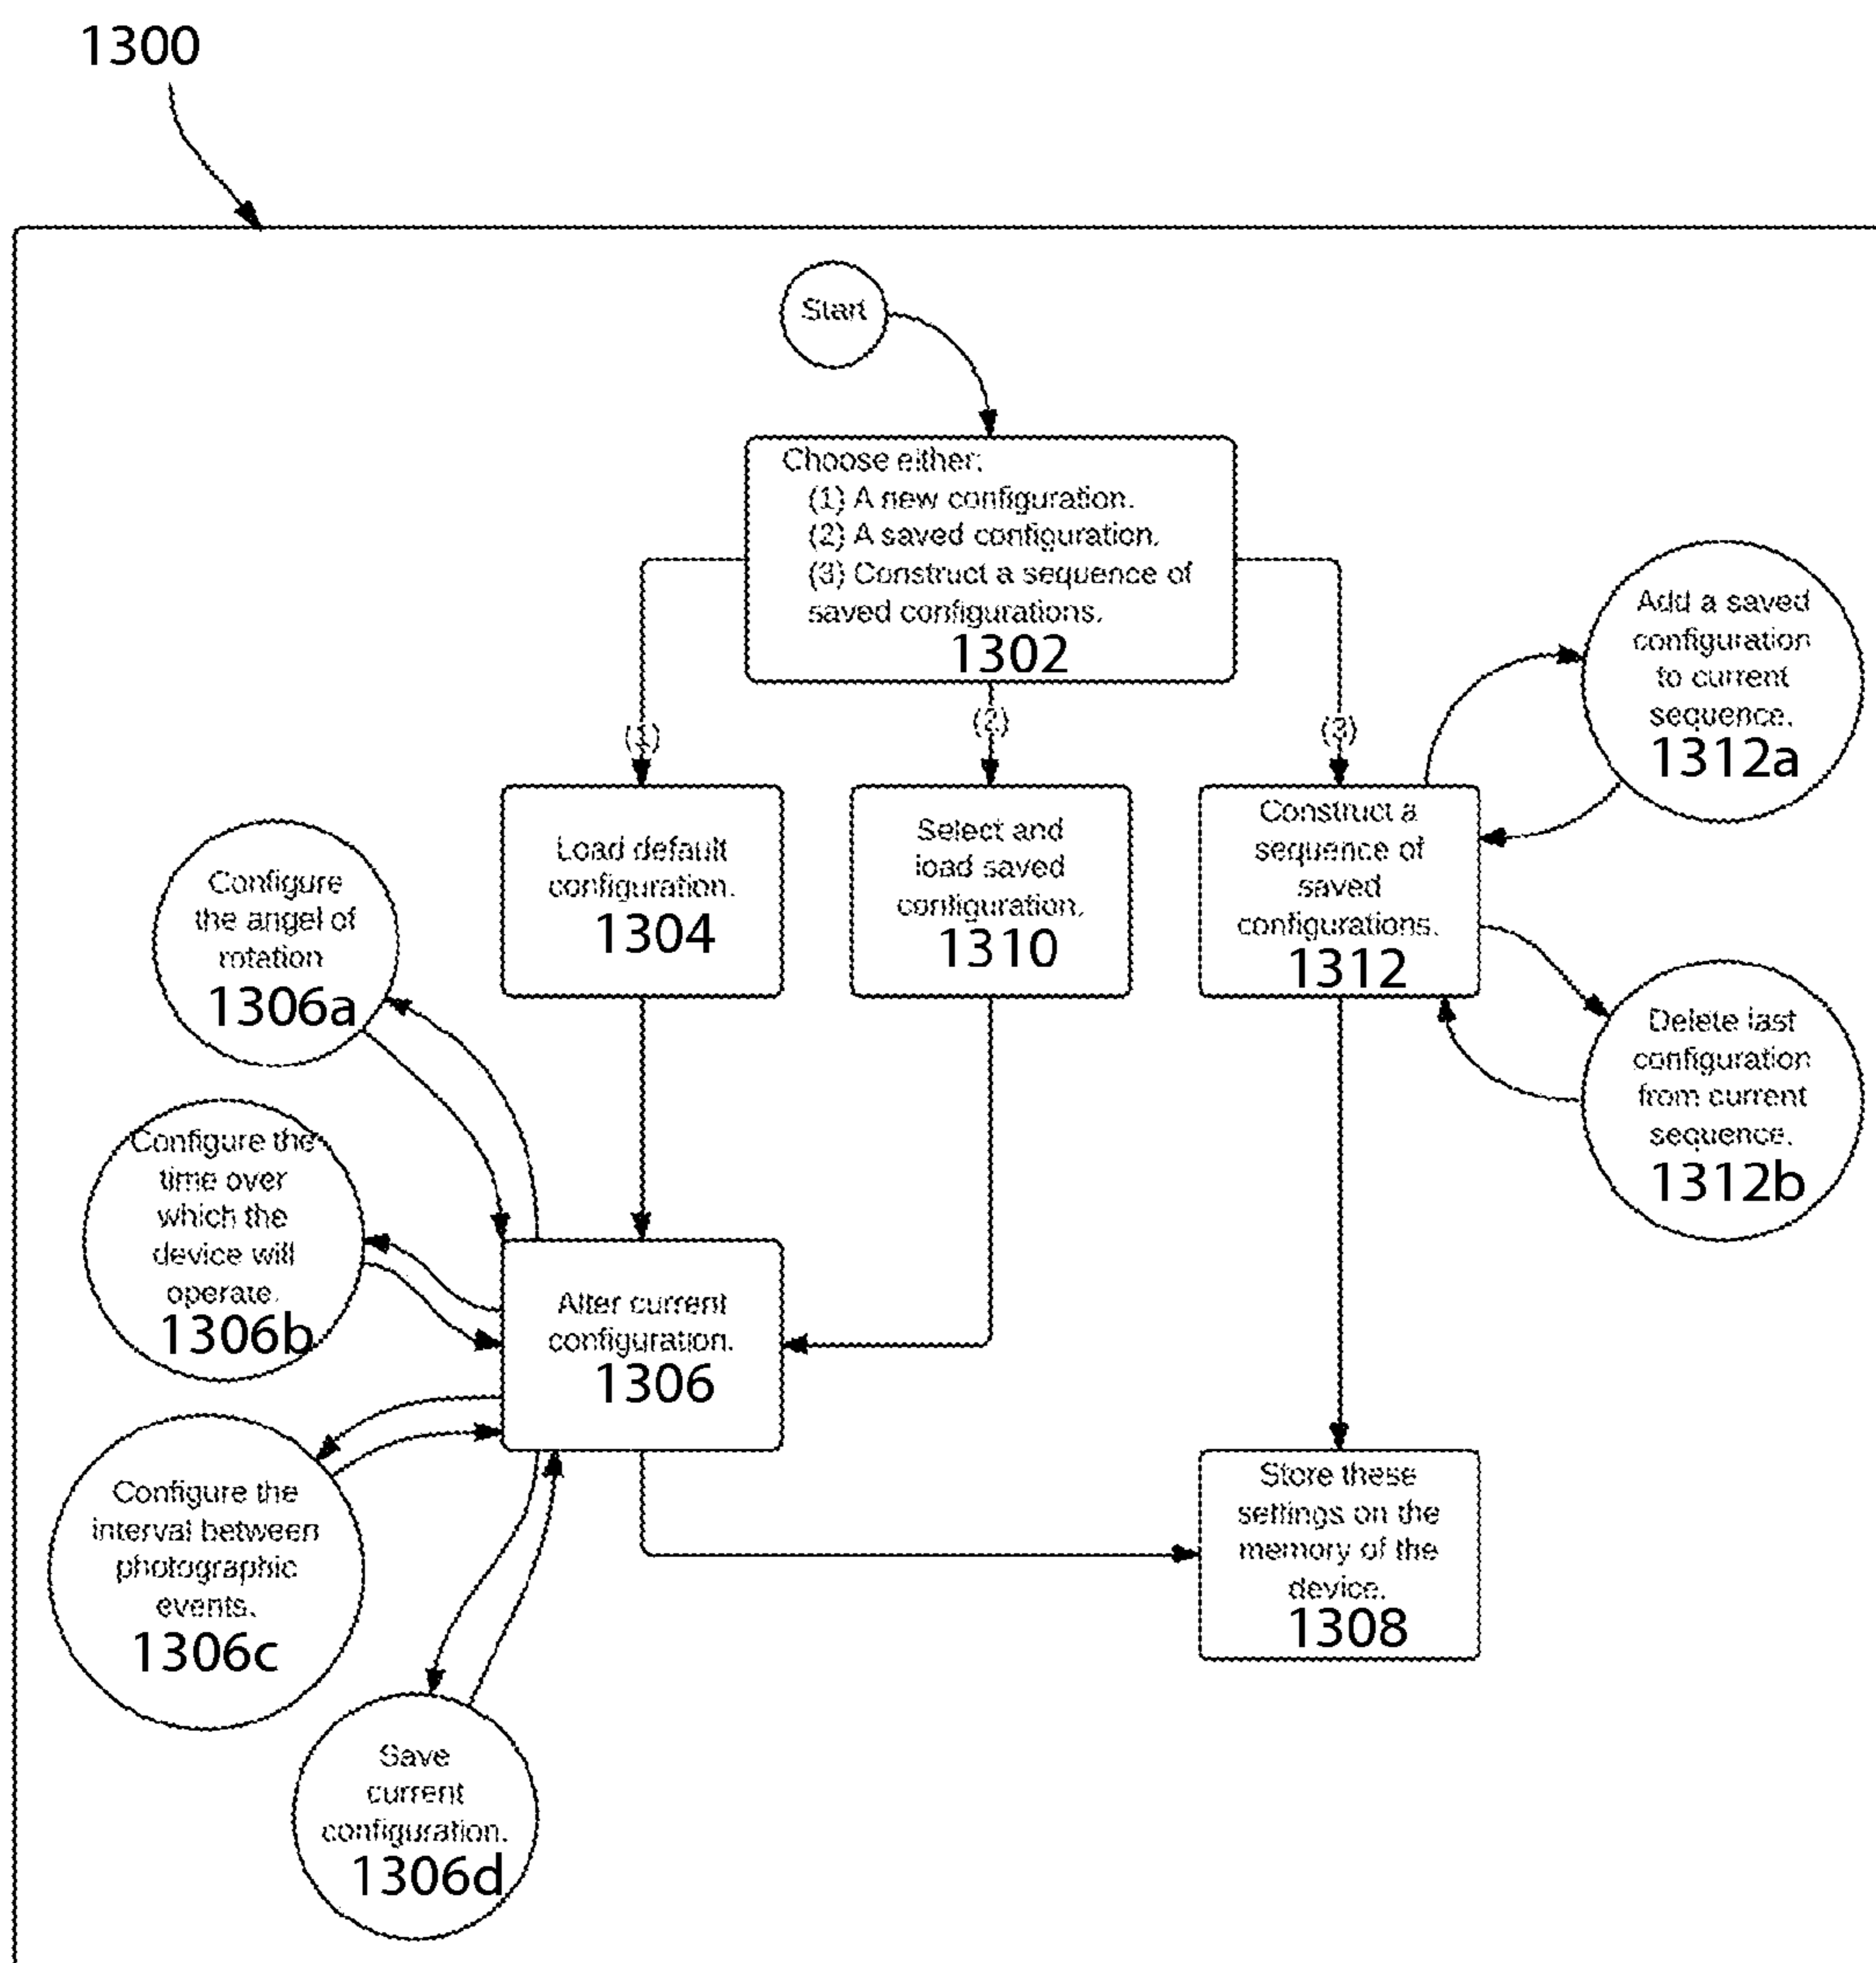 1300
Start
Choose either:
(1) A new configuration.
(2) A saved configuration.
(3) Construct a sequence of
saved configurations.
1302
(1)
(2)
(3)
Add a saved
configuration
to current
sequence.
1312a
Load default
configuration.
1304
Select and
load saved
configuration.
1310
Construct a
sequence of
saved
configurations.
1312
Configure
the angel of
rotation
1306a
Delete last
configuration
from current
sequence.
1312b
Configure the
time over
which the
device will
operate.
1306b
Alter current
configuration.
1306
Configure the
interval between
photographic
events.
1306c
Store these
settings on the
memory of the
device.
1308
Save
current
configuration.
1306d